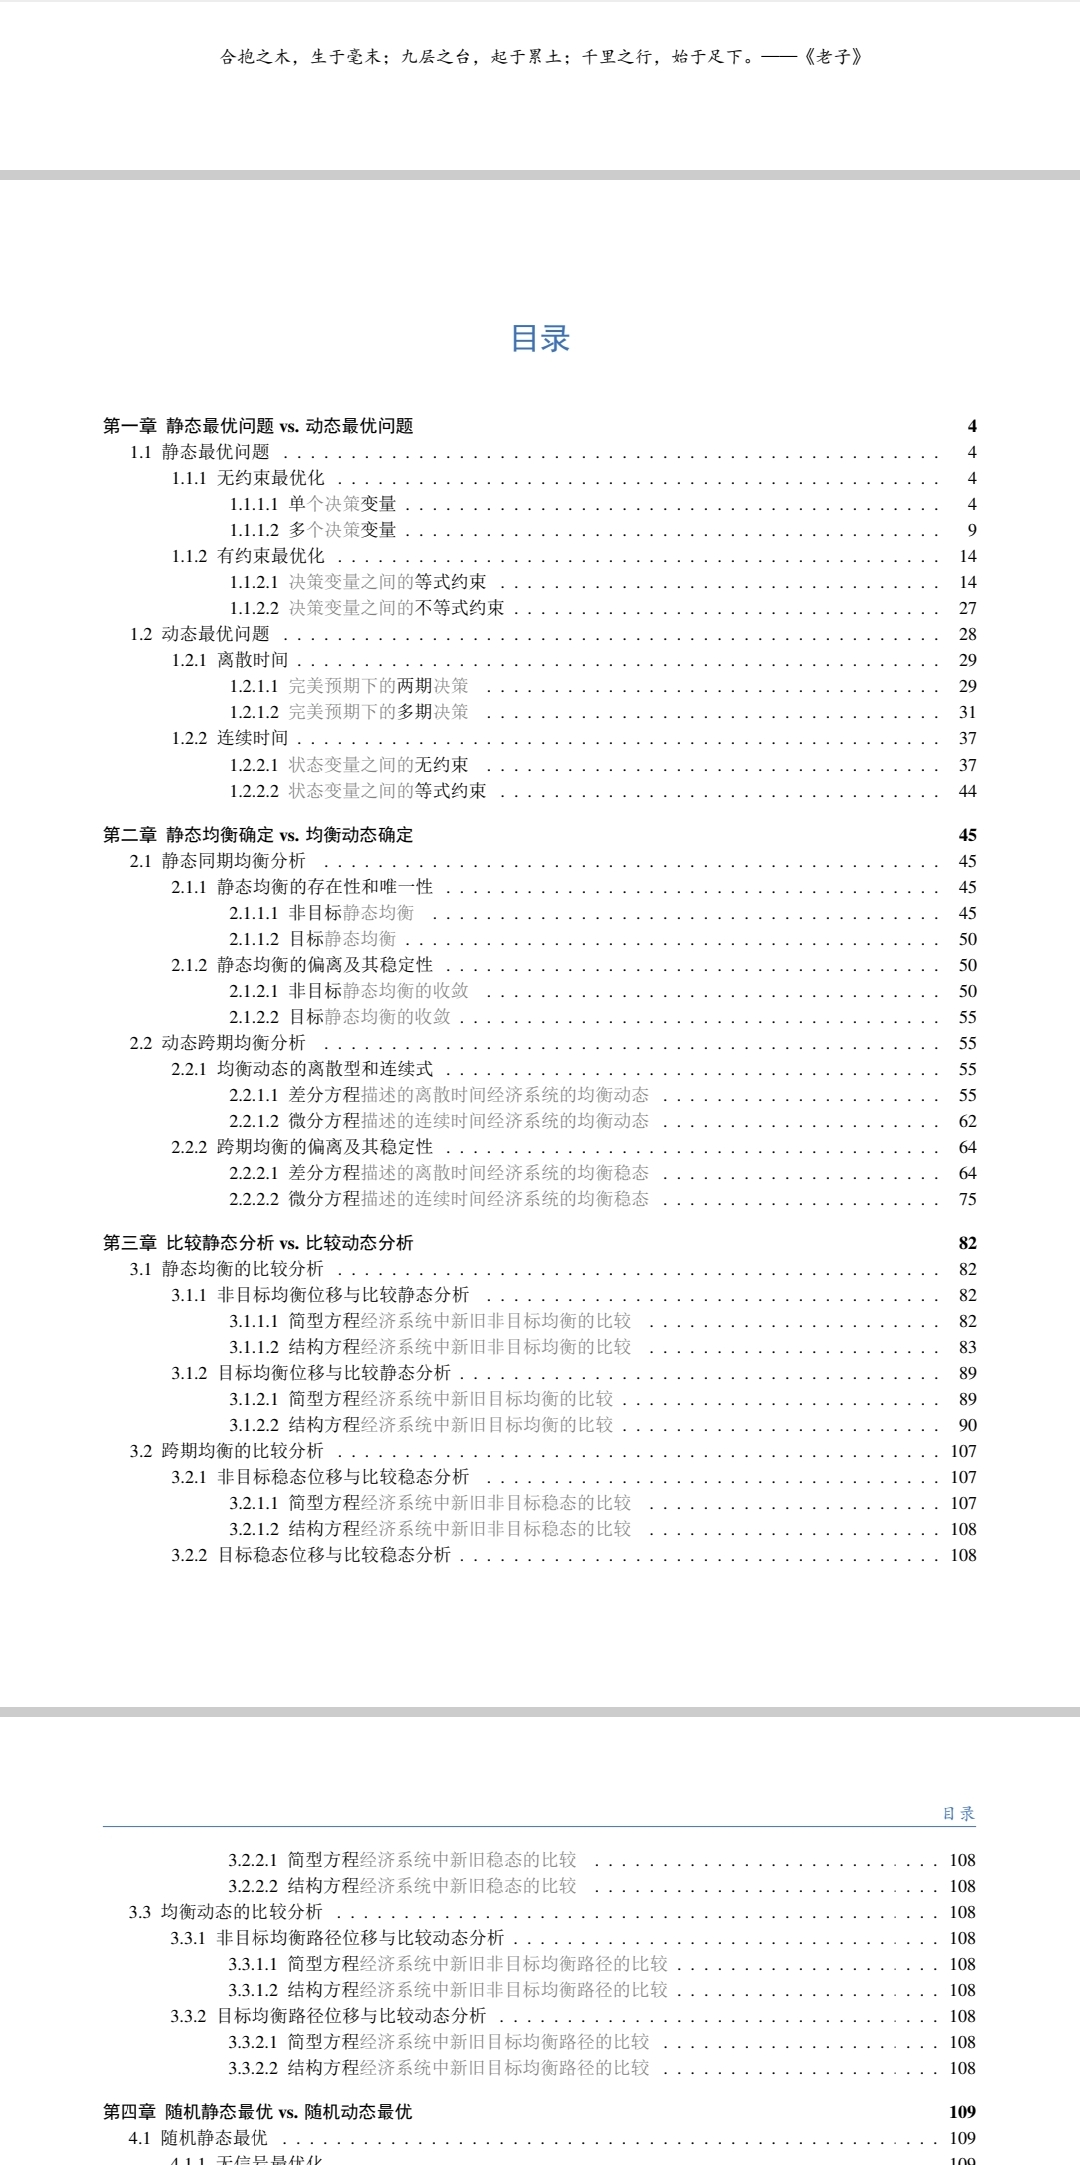 合抱之木，生于毫末；九层之台，起于累土；千里之行，始于足下。——《老子》
目录
第一章 静态最优问题 vs. 动态最优问题 4
1.1 静态最优问题 4
1.1.1 无约束最优化 4
1.1.1.1 单个决策变量 4
1.1.1.2 多个决策变量 9
1.1.2 有约束最优化 14
1.1.2.1 决策变量之间的等式约束 14
1.1.2.2 决策变量之间的不等式约束 27
1.2 动态最优问题 28
1.2.1 离散时间 29
1.2.1.1 完美预期下的两期决策 29
1.2.1.2 完美预期下的多期决策 31
1.2.2 连续时间 37
1.2.2.1 状态变量之间的无约束 37
1.2.2.2 状态变量之间的等式约束 44
第二章 静态均衡确定 vs. 均衡动态确定 45
2.1 静态同期均衡分析 45
2.1.1 静态均衡的存在性和唯一性 45
2.1.1.1 非目标静态均衡 45
2.1.1.2 目标静态均衡 50
2.1.2 静态均衡的偏离及其稳定性 50
2.1.2.1 非目标静态均衡的收敛 50
2.1.2.2 目标静态均衡的收敛 55
2.2 动态跨期均衡分析 55
2.2.1 均衡动态的离散型和连续式 55
2.2.1.1 差分方程描述的离散时间经济系统的均衡动态 55
2.2.1.2 微分方程描述的连续时间经济系统的均衡动态 62
2.2.2 跨期均衡的偏离及其稳定性 64
2.2.2.1 差分方程描述的离散时间经济系统的均衡稳态 64
2.2.2.2 微分方程描述的连续时间经济系统的均衡稳态 75
第三章 比较静态分析 vs. 比较动态分析 82
3.1 静态均衡的比较分析 82
3.1.1 非目标均衡位移与比较静态分析 82
3.1.1.1 简型方程经济系统中新旧非目标均衡的比较 82
3.1.1.2 结构方程经济系统中新旧非目标均衡的比较 83
3.1.2 目标均衡位移与比较静态分析 89
3.1.2.1 简型方程经济系统中新旧目标均衡的比较 89
3.1.2.2 结构方程经济系统中新旧目标均衡的比较 90
3.2 跨期均衡的比较分析 107
3.2.1 非目标稳态位移与比较稳态分析 107
3.2.1.1 简型方程经济系统中新旧非目标稳态的比较 107
3.2.1.2 结构方程经济系统中新旧非目标稳态的比较 108
3.2.2 目标稳态位移与比较稳态分析 108
目录
3.2.2.1 简型方程经济系统中新旧稳态的比较 108
3.2.2.2 结构方程经济系统中新旧稳态的比较 108
3.3 均衡动态的比较分析 108
3.3.1 非目标均衡路径位移与比较动态分析 108
3.3.1.1 简型方程经济系统中新旧非目标均衡路径的比较 108
3.3.1.2 结构方程经济系统中新旧非目标均衡路径的比较 108
3.3.2 目标均衡路径位移与比较动态分析 108
3.3.2.1 简型方程经济系统中新旧目标均衡路径的比较 108
3.3.2.2 结构方程经济系统中新旧目标均衡路径的比较 108
第四章 随机静态最优 vs. 随机动态最优 109
4.1 随机静态最优 109
4.1.1 无信号最优化 109